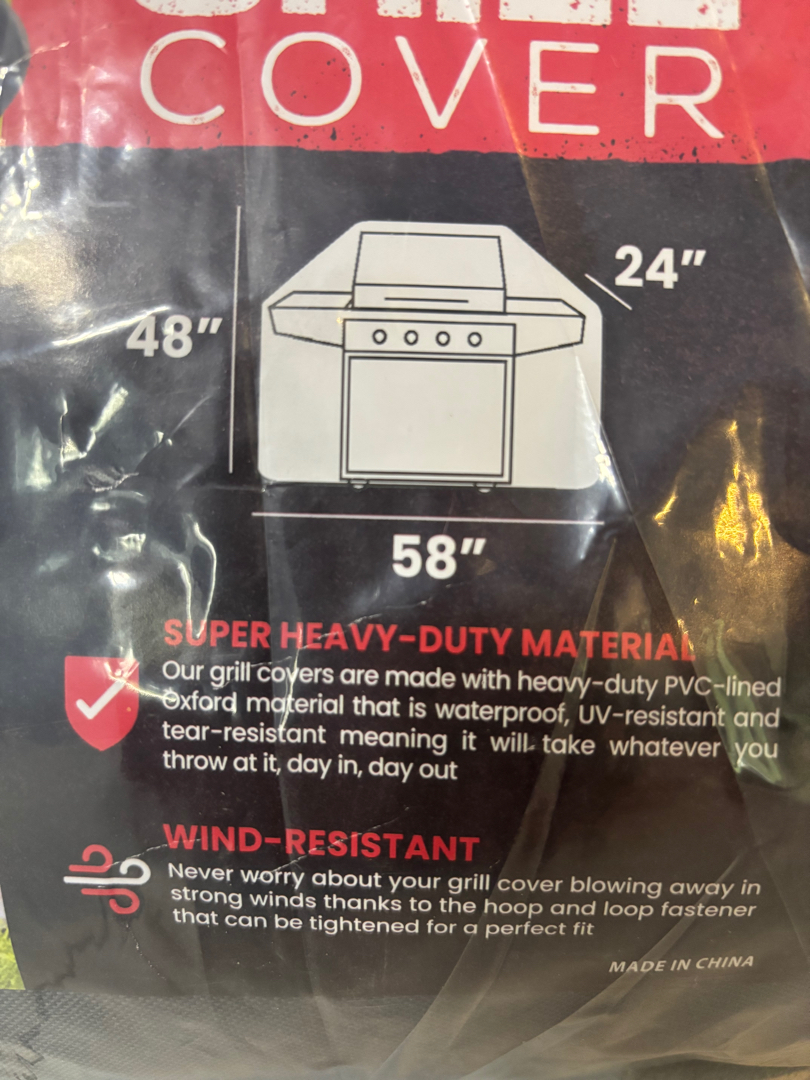 GRILL
COVER
24"
48"
58"
SUPER HEAVY-DUTY MATERIAL
Our grill covers are made with heavy-duty PVC-lined
Oxford material that is waterproof, UV-resistant and
tear-resistant meaning it will take whatever you
throw at it, day in, day out
WIND-RESISTANT
Never worry about your grill cover blowing away in
strong winds thanks to the hoop and loop fastener
that can be tightened for a perfect fit
MADE IN CHINA